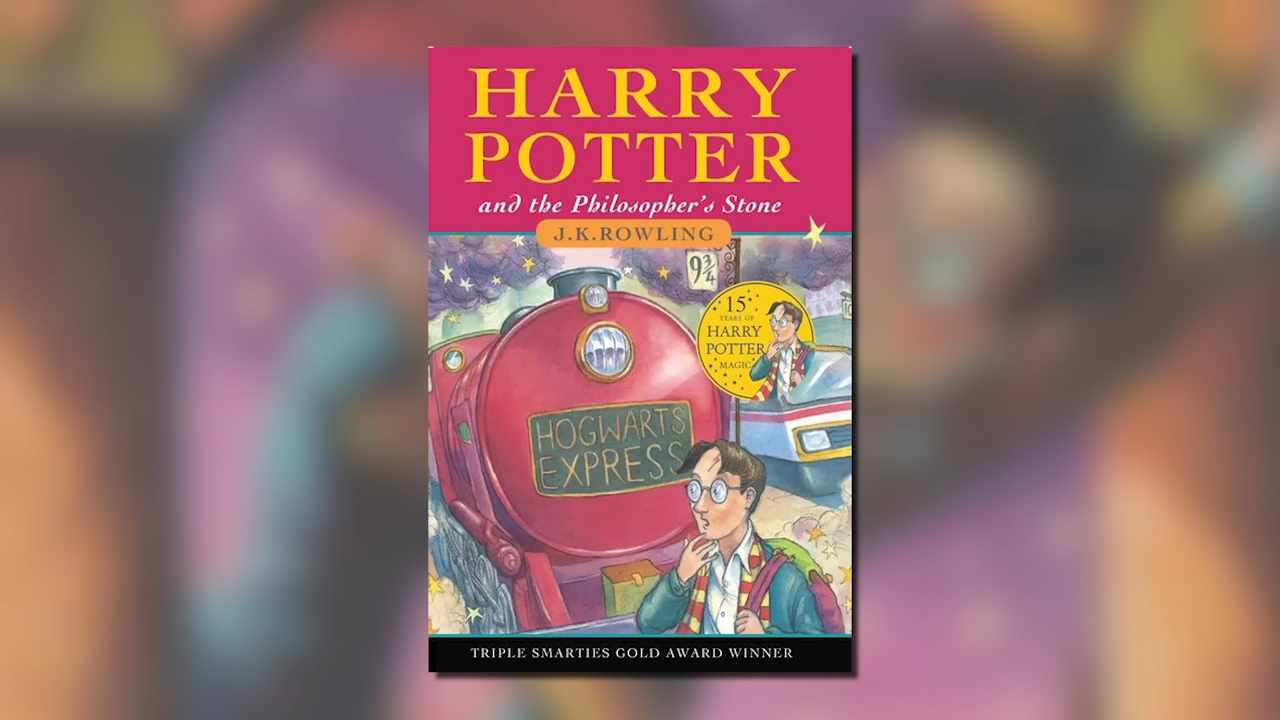 HARRY
POTTER
and the Philosopher's Stone
J.K.ROWLING
9¾
15
YEARS OF
HARRY
POTTER
MAGIC
HOGWARTS
EXPRESS
TRIPLE SMARTIES GOLD AWARD WINNER